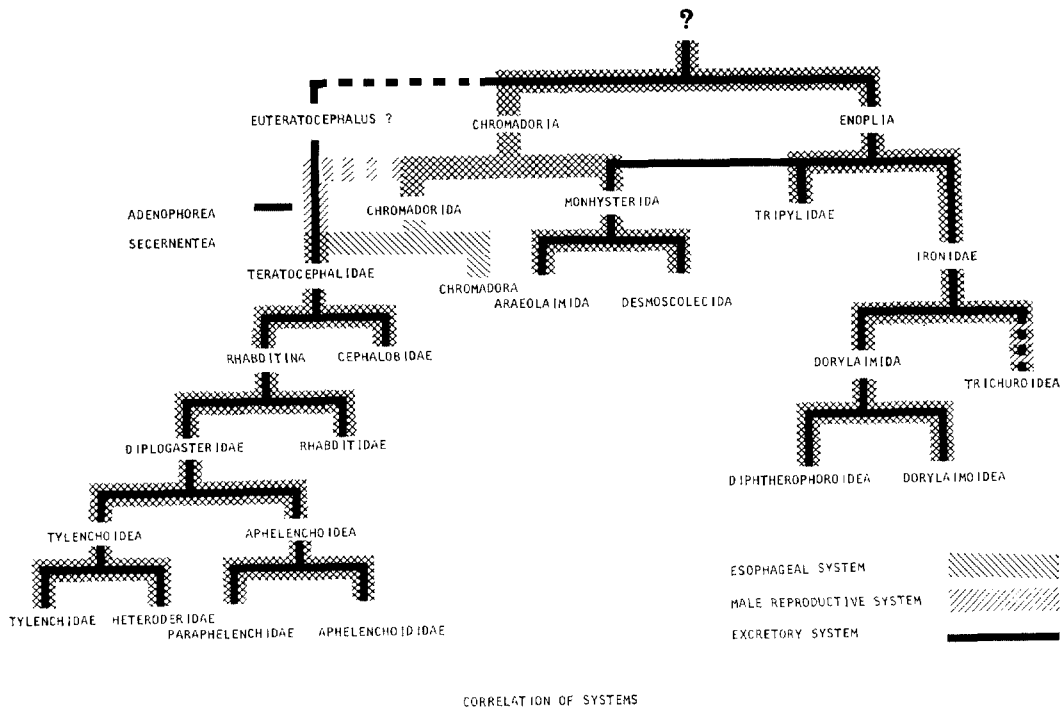 ?
EUTERATOCEPHALUS ?
CHROMADORIA
ENOPLIA
ADENOPHOREA
SECERNENTEA
CHROMADORIDA
MONHYSTERIDA
TRIPYLIDAE
IRONIDAE
TERATOCEPHALIDAE
CHROMADORA
ARAEOLAIMIDA
DESMOSCOLECIDA
RHABDITINA
CEPHALOBIDAE
DORYLAIMIDA
TRICHUROIDEA
DIPLOGASTERIDAE
RHABDITIDAE
DIPHTHEROPHOROIDEA
DORYLAIMOIDEA
TYLENCHOIDEA
APHELENCHOIDEA
TYLENCHIDAE
HETERODERIDAE
PARAPHELENCHIDAE
APHELENCHOIDIDAE
ESOPHAGEAL SYSTEM
MALE REPRODUCTIVE SYSTEM
EXCRETORY SYSTEM
CORRELATION OF SYSTEMS